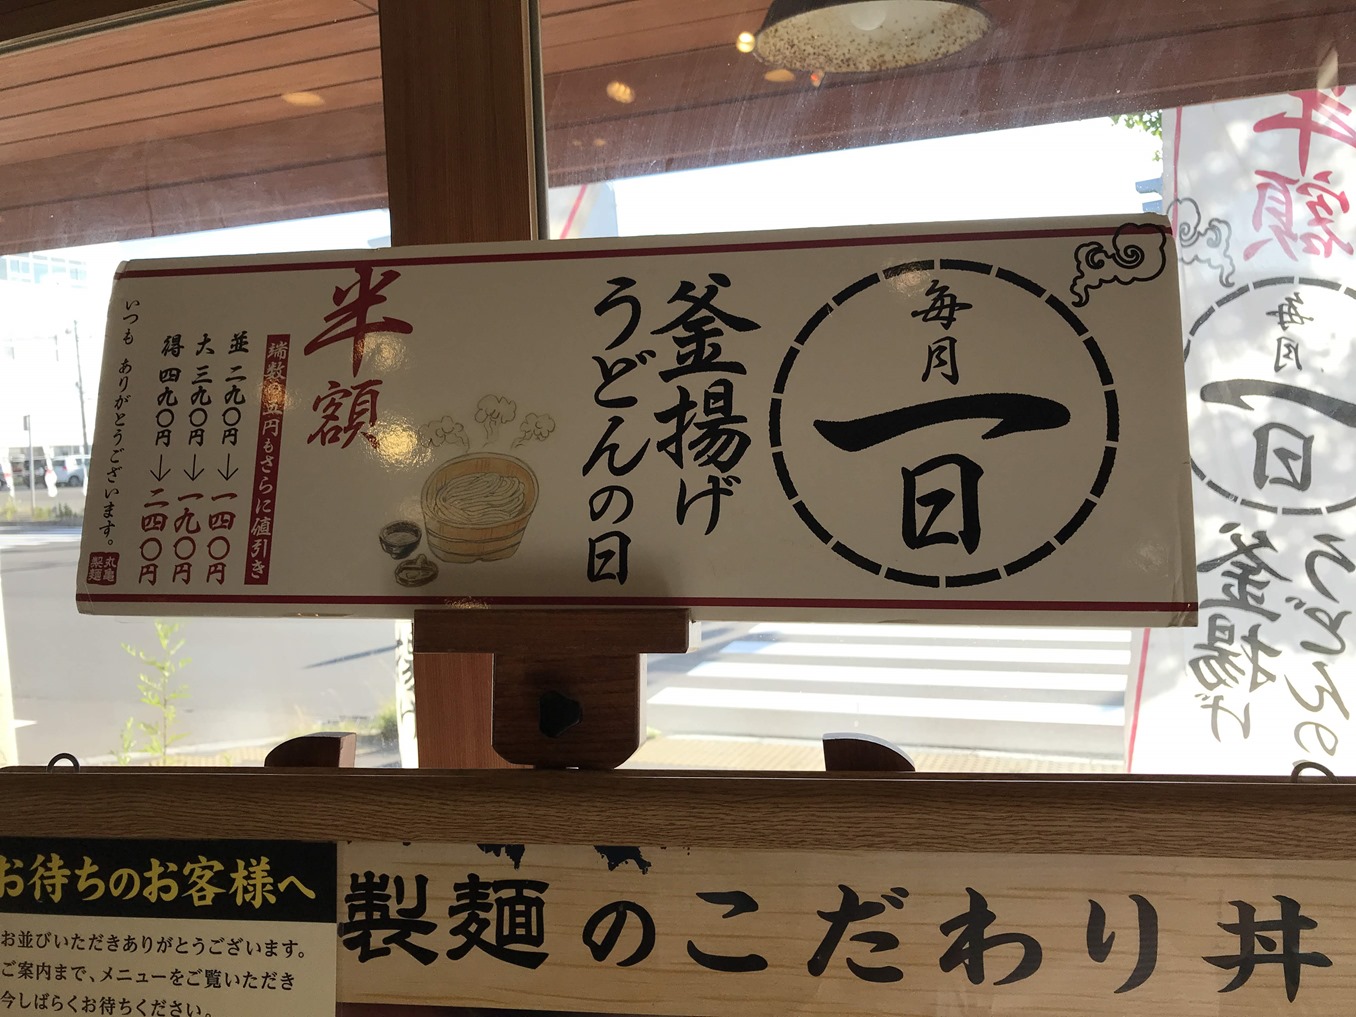 毎月
一日
釜揚げ
うどんの日
半額
端数の五円もさらに値引き
並 二九〇円→一四〇円
大 三九〇円→一九〇円
得 四九〇円→二四〇円
いつも ありがとうございます。
丸亀
製麺
半額
毎月
一日
釜揚げ
うどんの
お待ちのお客様へ
お並びいただきありがとうございます。
ご案内まで、メニューをご覧いただき
今しばらくお待ちください。
製麺のこだわり丼